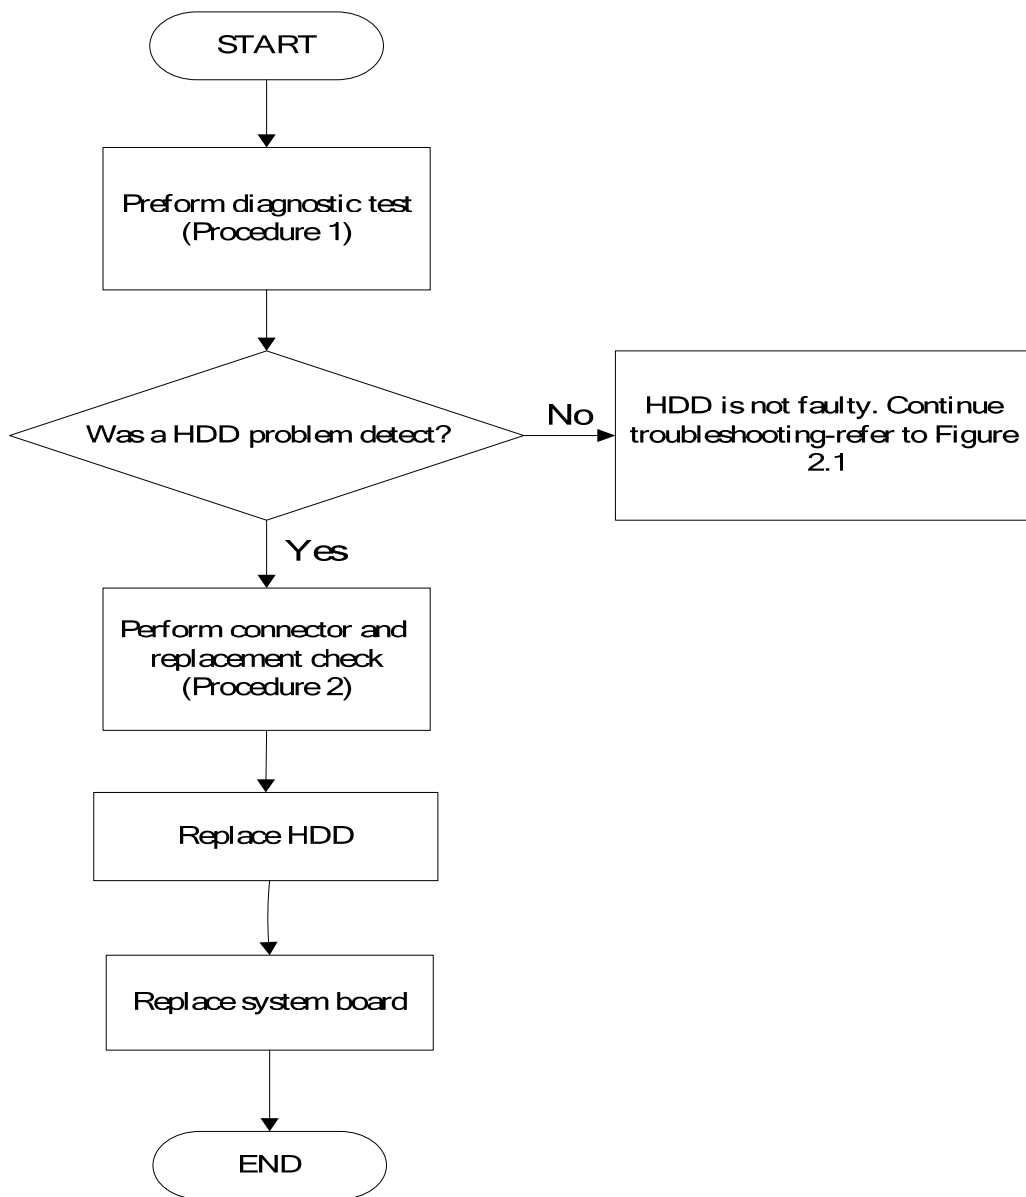 START
Preform diagnostic test
(Procedure 1)
Was a HDD problem detect?
No
HDD is not faulty. Continue
troubleshooting-refer to Figure
2.1
Yes
Perform connector and
replacement check
(Procedure 2)
Replace HDD
Replace system board
END